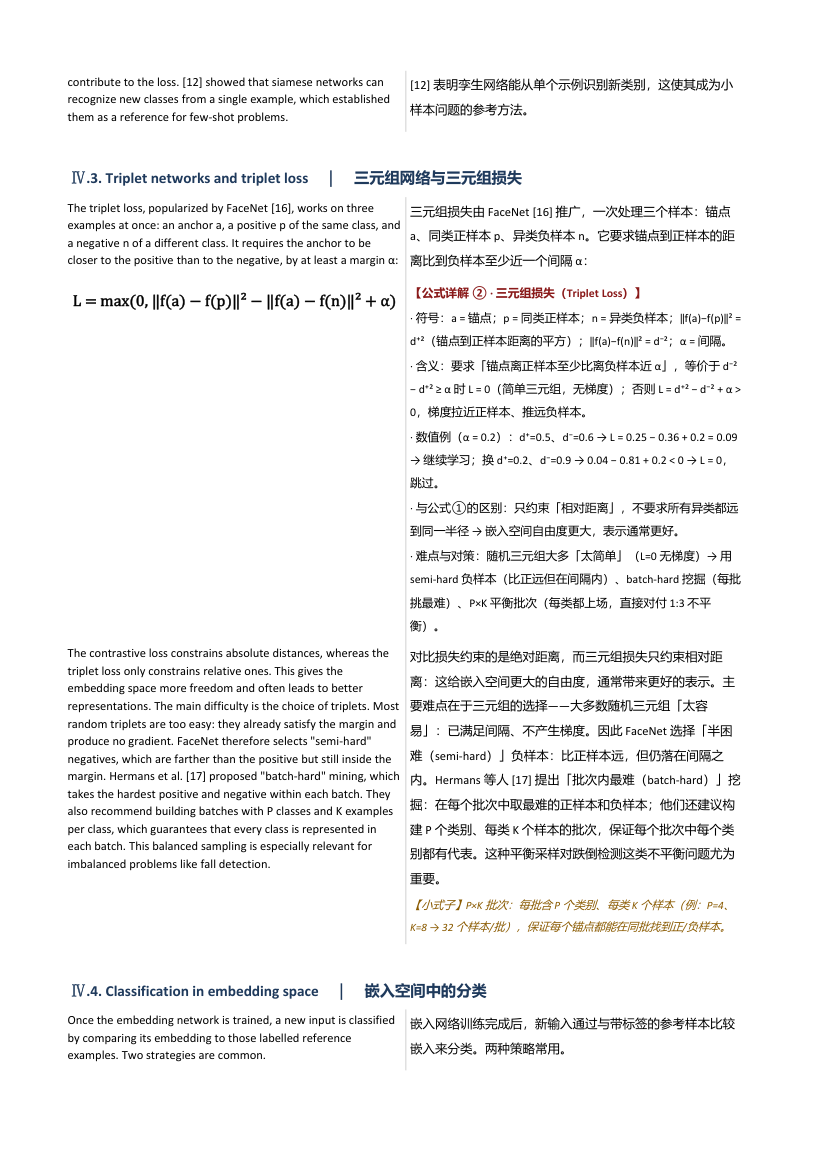 contribute to the loss. [12] showed that siamese networks can
recognize new classes from a single example, which established
them as a reference for few-shot problems.
[12] 表明孪生网络能从单个示例识别新类别，这使其成为小
样本问题的参考方法。
Ⅳ.3. Triplet networks and triplet loss ｜ 三元组网络与三元组损失
The triplet loss, popularized by FaceNet [16], works on three
examples at once: an anchor a, a positive p of the same class, and
a negative n of a different class. It requires the anchor to be
closer to the positive than to the negative, by at least a margin α:
L = max(0, ‖f(a) − f(p)‖² − ‖f(a) − f(n)‖² + α)
三元组损失由 FaceNet [16] 推广，一次处理三个样本：锚点
a、同类正样本 p、异类负样本 n。它要求锚点到正样本的距
离比到负样本至少近一个间隔 α：
【公式详解 ② · 三元组损失（Triplet Loss）】
· 符号：a = 锚点；p = 同类正样本；n = 异类负样本；‖f(a)−f(p)‖² =
d⁺²（锚点到正样本距离的平方）；‖f(a)−f(n)‖² = d⁻²；α = 间隔。
· 含义：要求「锚点离正样本至少比离负样本近 α」，等价于 d⁻²
− d⁺² ≥ α 时 L = 0（简单三元组，无梯度）；否则 L = d⁺² − d⁻² + α >
0，梯度拉近正样本、推远负样本。
· 数值例（α = 0.2）：d⁺=0.5、d⁻=0.6 → L = 0.25 − 0.36 + 0.2 = 0.09
→ 继续学习；换 d⁺=0.2、d⁻=0.9 → 0.04 − 0.81 + 0.2 < 0 → L = 0，
跳过。
· 与公式①的区别：只约束「相对距离」，不要求所有异类都远
到同一半径 → 嵌入空间自由度更大，表示通常更好。
· 难点与对策：随机三元组大多「太简单」（L=0 无梯度）→ 用
semi-hard 负样本（比正远但在间隔内）、batch-hard 挖掘（每批
挑最难）、P×K 平衡批次（每类都上场，直接对付 1:3 不平
衡）。
The contrastive loss constrains absolute distances, whereas the
triplet loss only constrains relative ones. This gives the
embedding space more freedom and often leads to better
representations. The main difficulty is the choice of triplets. Most
random triplets are too easy: they already satisfy the margin and
produce no gradient. FaceNet therefore selects "semi-hard"
negatives, which are farther than the positive but still inside the
margin. Hermans et al. [17] proposed "batch-hard" mining, which
takes the hardest positive and negative within each batch. They
also recommend building batches with P classes and K examples
per class, which guarantees that every class is represented in
each batch. This balanced sampling is especially relevant for
imbalanced problems like fall detection.
对比损失约束的是绝对距离，而三元组损失只约束相对距
离：这给嵌入空间更大的自由度，通常带来更好的表示。主
要难点在于三元组的选择——大多数随机三元组「太容
易」：已满足间隔、不产生梯度。因此 FaceNet 选择「半困
难（semi-hard）」负样本：比正样本远，但仍落在间隔之
内。Hermans 等人 [17] 提出「批次内最难（batch-hard）」挖
掘：在每个批次中取最难的正样本和负样本；他们还建议构
建 P 个类别、每类 K 个样本的批次，保证每个批次中每个类
别都有代表。这种平衡采样对跌倒检测这类不平衡问题尤为
重要。
【小式子】P×K 批次：每批含 P 个类别、每类 K 个样本（例：P=4、
K=8 → 32 个样本/批），保证每个锚点都能在同批找到正/负样本。
Ⅳ.4. Classification in embedding space ｜ 嵌入空间中的分类
Once the embedding network is trained, a new input is classified
by comparing its embedding to those labelled reference
examples. Two strategies are common.
嵌入网络训练完成后，新输入通过与带标签的参考样本比较
嵌入来分类。两种策略常用。